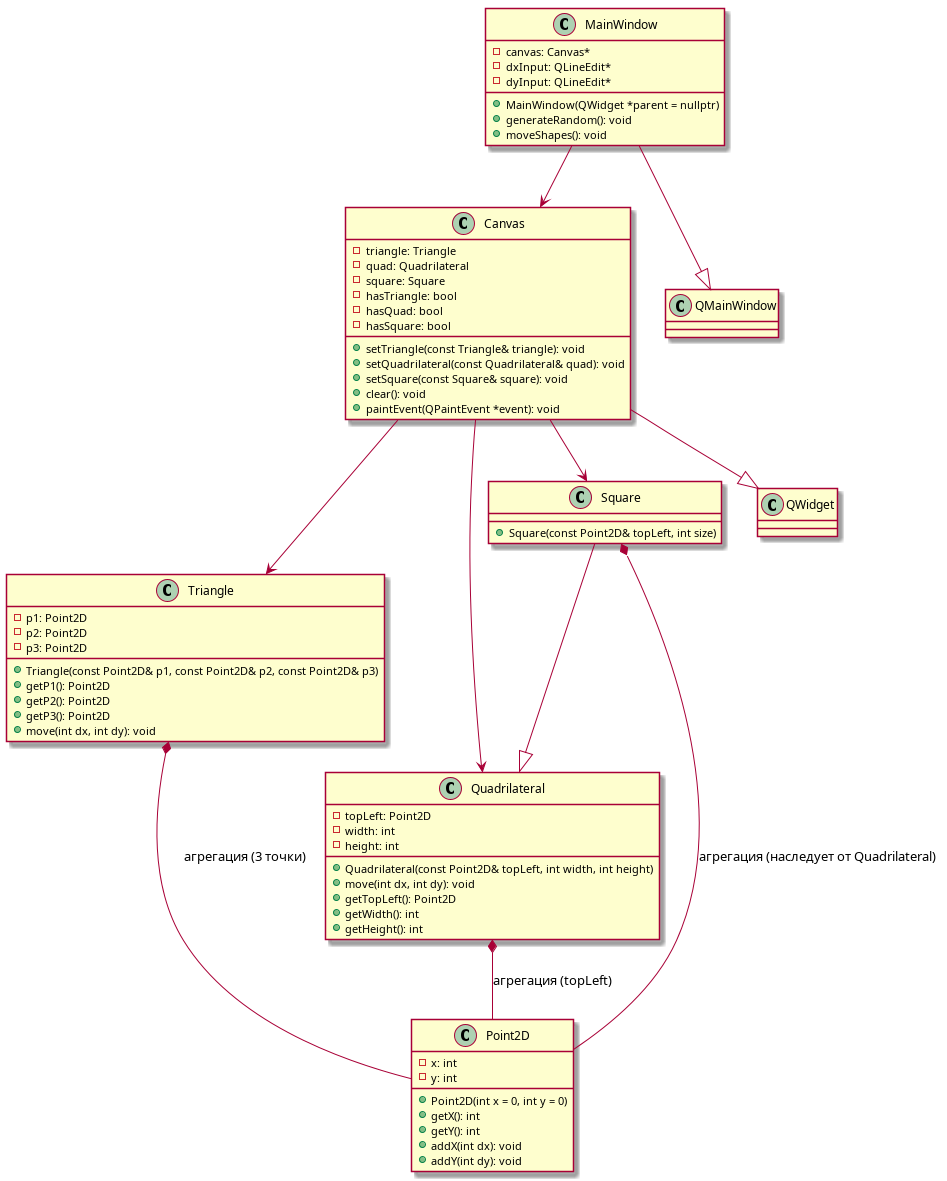 C MainWindow
canvas: Canvas*
dxInput: QLineEdit*
dyInput: QLineEdit*
MainWindow(QWidget *parent = nullptr)
generateRandom(): void
moveShapes(): void
C Canvas
triangle: Triangle
quad: Quadrilateral
square: Square
hasTriangle: bool
hasQuad: bool
hasSquare: bool
setTriangle(const Triangle& triangle): void
setQuadrilateral(const Quadrilateral& quad): void
setSquare(const Square& square): void
clear(): void
paintEvent(QPaintEvent *event): void
C QMainWindow
C Square
Square(const Point2D& topLeft, int size)
C QWidget
C Triangle
p1: Point2D
p2: Point2D
p3: Point2D
Triangle(const Point2D& p1, const Point2D& p2, const Point2D& p3)
getP1(): Point2D
getP2(): Point2D
getP3(): Point2D
move(int dx, int dy): void
C Quadrilateral
topLeft: Point2D
width: int
height: int
Quadrilateral(const Point2D& topLeft, int width, int height)
move(int dx, int dy): void
getTopLeft(): Point2D
getWidth(): int
getHeight(): int
агрегация (3 точки)
агрегация (наследует от Quadrilateral)
агрегация (topLeft)
C Point2D
x: int
y: int
Point2D(int x = 0, int y = 0)
getX(): int
getY(): int
addX(int dx): void
addY(int dy): void